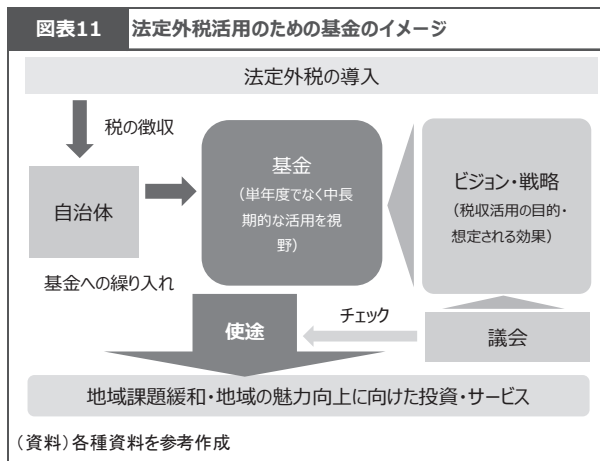 図表11 法定外税活用のための基金のイメージ
法定外税の導入
税の徴収
自治体
基金への繰り入れ
基金
（単年度でなく中長
期的な活用を視
野）
ビジョン・戦略
（税収活用の目的・
想定される効果）
使途
チェック
議会
地域課題緩和・地域の魅力向上に向けた投資・サービス
（資料）各種資料を参考作成